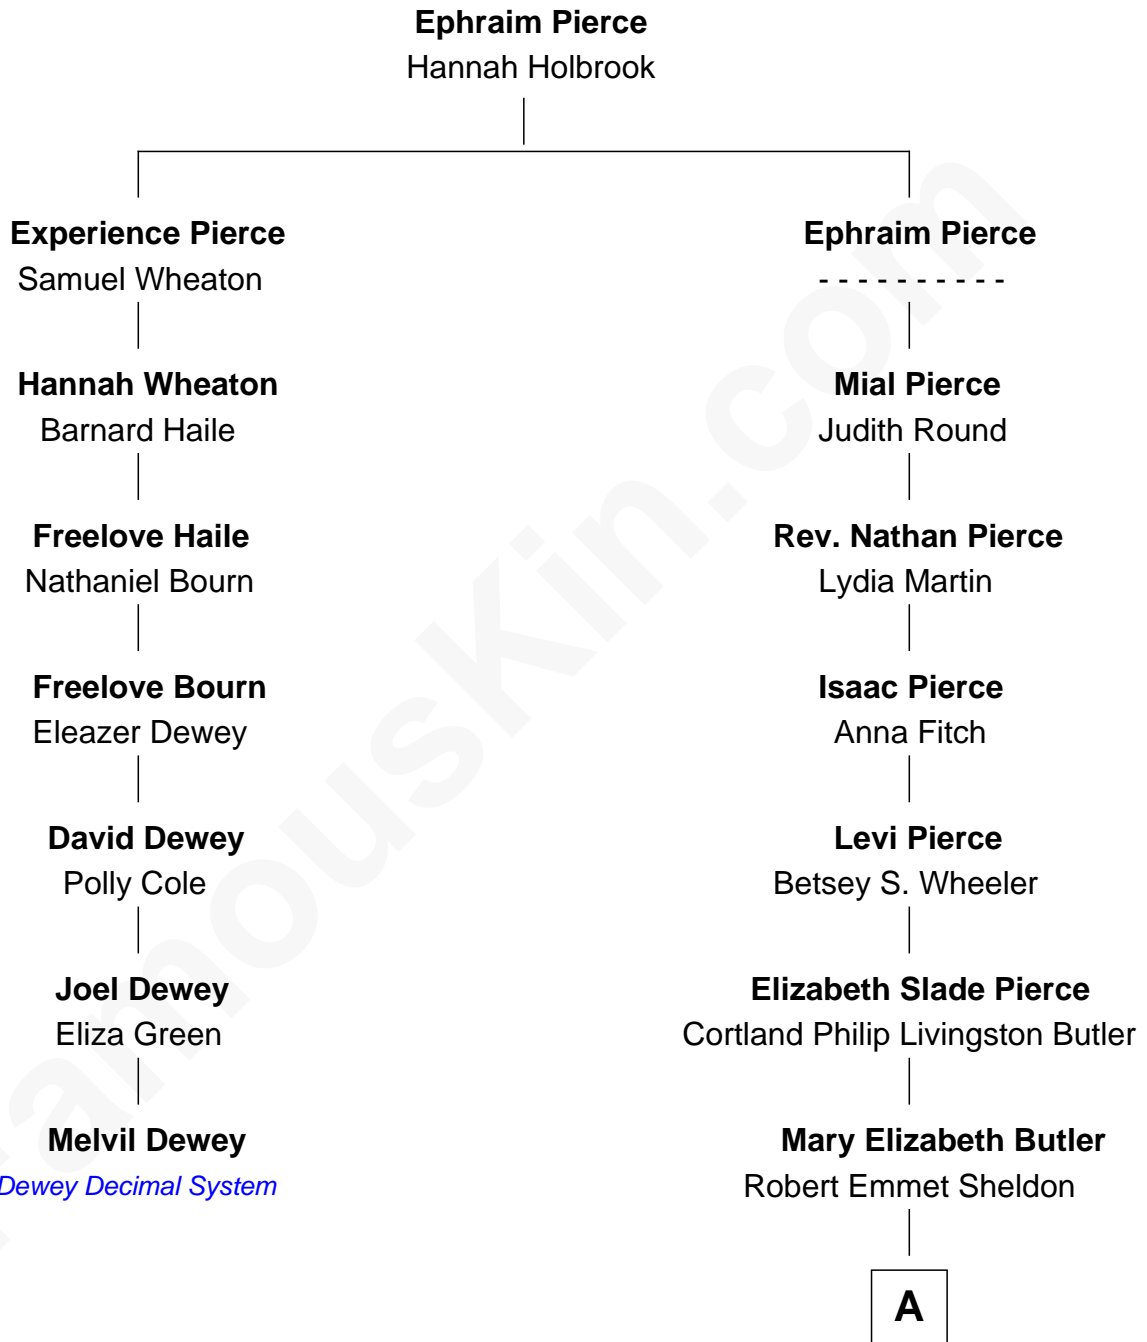 Ephraim Pierce
Hannah Holbrook
Experience Pierce
Samuel Wheaton
Hannah Wheaton
Barnard Haile
Freelove Haile
Nathaniel Bourn
Freelove Bourn
Eleazer Dewey
David Dewey
Polly Cole
Joel Dewey
Eliza Green
Melvil Dewey
Dewey Decimal System
Ephraim Pierce
- - - - - - - - - -
Mial Pierce
Judith Round
Rev. Nathan Pierce
Lydia Martin
Isaac Pierce
Anna Fitch
Levi Pierce
Betsey S. Wheeler
Elizabeth Slade Pierce
Cortland Philip Livingston Butler
Mary Elizabeth Butler
Robert Emmet Sheldon
A
FamousKin.com